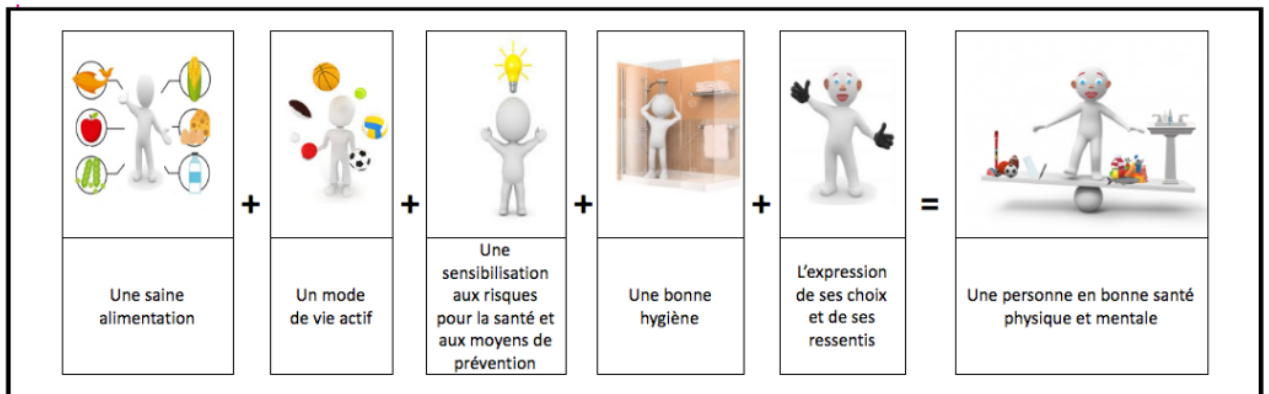 Une saine
alimentation
+
Un mode
de vie actif
+
Une
sensibilisation
aux risques
pour la santé et
aux moyens de
prévention
+
Une bonne
hygiène
+
L'expression
de ses choix
et de ses
ressentis
=
Une personne en bonne santé
physique et mentale